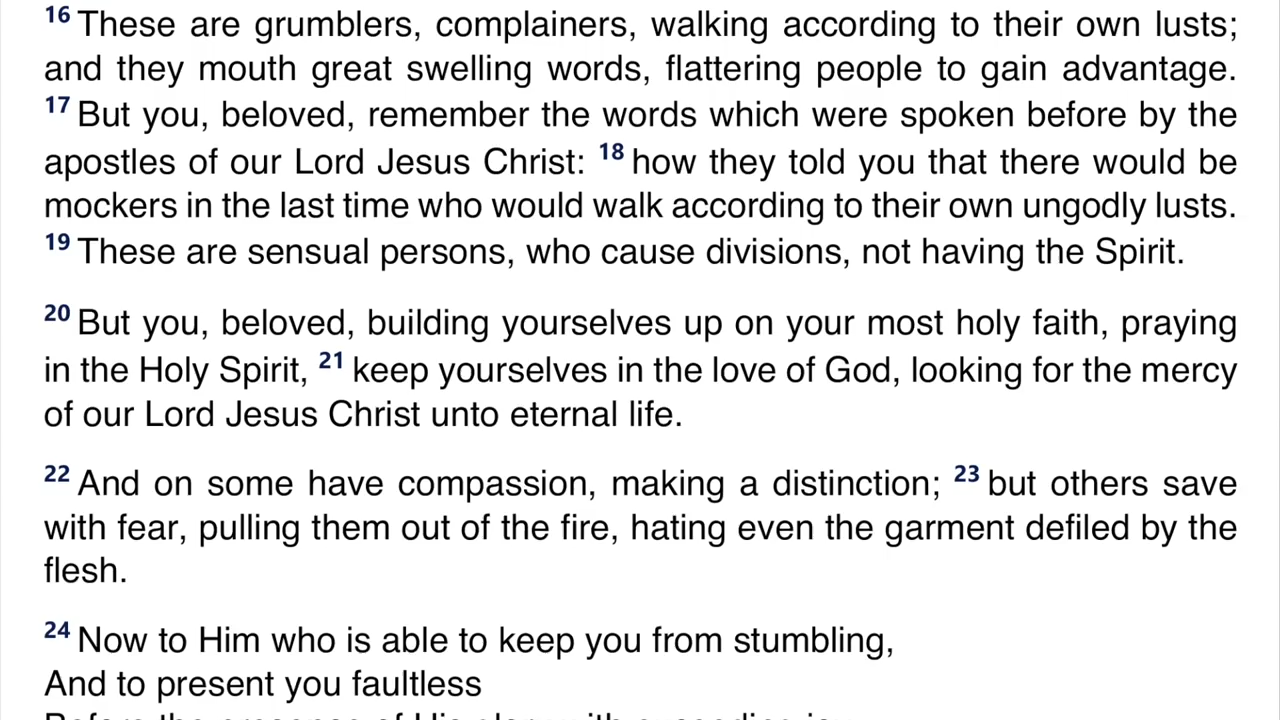 16 These are grumblers, complainers, walking according to their own lusts;
and they mouth great swelling words, flattering people to gain advantage.
17 But you, beloved, remember the words which were spoken before by the
apostles of our Lord Jesus Christ: 18 how they told you that there would be
mockers in the last time who would walk according to their own ungodly lusts.
19 These are sensual persons, who cause divisions, not having the Spirit.
20 But you, beloved, building yourselves up on your most holy faith, praying
in the Holy Spirit, 21 keep yourselves in the love of God, looking for the mercy
of our Lord Jesus Christ unto eternal life.
22 And on some have compassion, making a distinction; 23 but others save
with fear, pulling them out of the fire, hating even the garment defiled by the
flesh.
24 Now to Him who is able to keep you from stumbling,
And to present you faultless